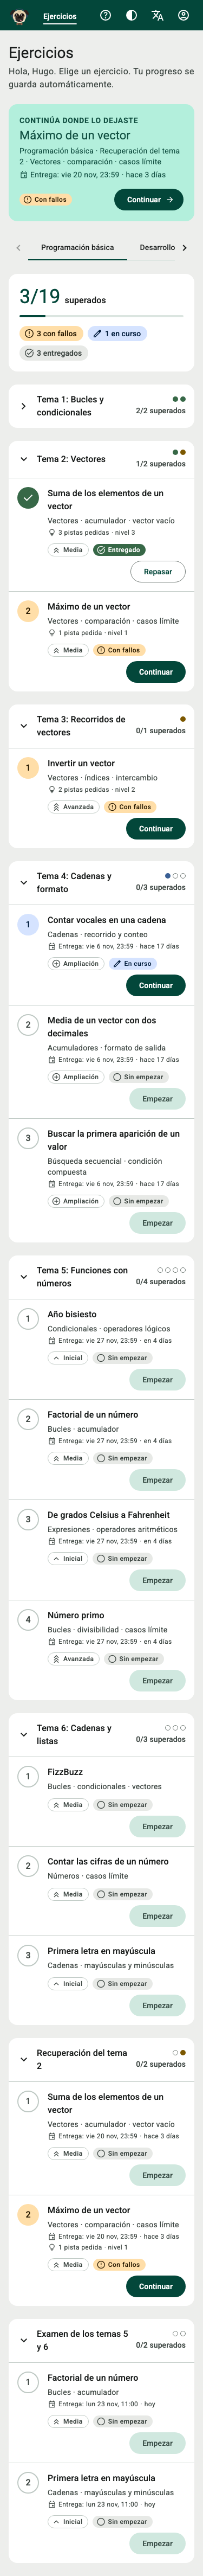 Ejercicios
Ejercicios
Hola, Hugo. Elige un ejercicio. Tu progreso se
guarda automáticamente.
CONTINÚA DONDE LO DEJASTE
Máximo de un vector
Programación básica · Recuperación del tema
2 · Vectores · comparación · casos límite
Entrega: vie 20 nov, 23:59 · hace 3 días
Con fallos
Continuar
Programación básica
Desarrollo
3/19 superados
3 con fallos
1 en curso
3 entregados
Tema 1: Bucles y
condicionales
2/2 superados
Tema 2: Vectores
1/2 superados
Suma de los elementos de un
vector
Vectores · acumulador · vector vacío
3 pistas pedidas · nivel 3
Media
Entregado
Repasar
2
Máximo de un vector
Vectores · comparación · casos límite
1 pista pedida · nivel 1
Media
Con fallos
Continuar
Tema 3: Recorridos de
vectores
0/1 superados
1
Invertir un vector
Vectores · índices · intercambio
2 pistas pedidas · nivel 2
Avanzada
Con fallos
Continuar
Tema 4: Cadenas y
formato
0/3 superados
1
Contar vocales en una cadena
Cadenas · recorrido y conteo
Entrega: vie 6 nov, 23:59 · hace 17 días
Ampliación
En curso
Continuar
2
Media de un vector con dos
decimales
Acumuladores · formato de salida
Entrega: vie 6 nov, 23:59 · hace 17 días
Ampliación
Sin empezar
Empezar
3
Buscar la primera aparición de un
valor
Búsqueda secuencial · condición
compuesta
Entrega: vie 6 nov, 23:59 · hace 17 días
Ampliación
Sin empezar
Empezar
Tema 5: Funciones con
números
0/4 superados
1
Año bisiesto
Condicionales · operadores lógicos
Entrega: vie 27 nov, 23:59 · en 4 días
Inicial
Sin empezar
Empezar
2
Factorial de un número
Bucles · acumulador
Entrega: vie 27 nov, 23:59 · en 4 días
Media
Sin empezar
Empezar
3
De grados Celsius a Fahrenheit
Expresiones · operadores aritméticos
Entrega: vie 27 nov, 23:59 · en 4 días
Inicial
Sin empezar
Empezar
4
Número primo
Bucles · divisibilidad · casos límite
Entrega: vie 27 nov, 23:59 · en 4 días
Avanzada
Sin empezar
Empezar
Tema 6: Cadenas y
listas
0/3 superados
1
FizzBuzz
Bucles · condicionales · vectores
Media
Sin empezar
Empezar
2
Contar las cifras de un número
Números · casos límite
Media
Sin empezar
Empezar
3
Primera letra en mayúscula
Cadenas · mayúsculas y minúsculas
Inicial
Sin empezar
Empezar
Recuperación del tema
2
0/2 superados
1
Suma de los elementos de un
vector
Vectores · acumulador · vector vacío
Entrega: vie 20 nov, 23:59 · hace 3 días
Media
Sin empezar
Empezar
2
Máximo de un vector
Vectores · comparación · casos límite
Entrega: vie 20 nov, 23:59 · hace 3 días
1 pista pedida · nivel 1
Media
Con fallos
Continuar
Examen de los temas 5
y 6
0/2 superados
1
Factorial de un número
Bucles · acumulador
Entrega: lun 23 nov, 11:00 · hoy
Media
Sin empezar
Empezar
2
Primera letra en mayúscula
Cadenas · mayúsculas y minúsculas
Entrega: lun 23 nov, 11:00 · hoy
Inicial
Sin empezar
Empezar